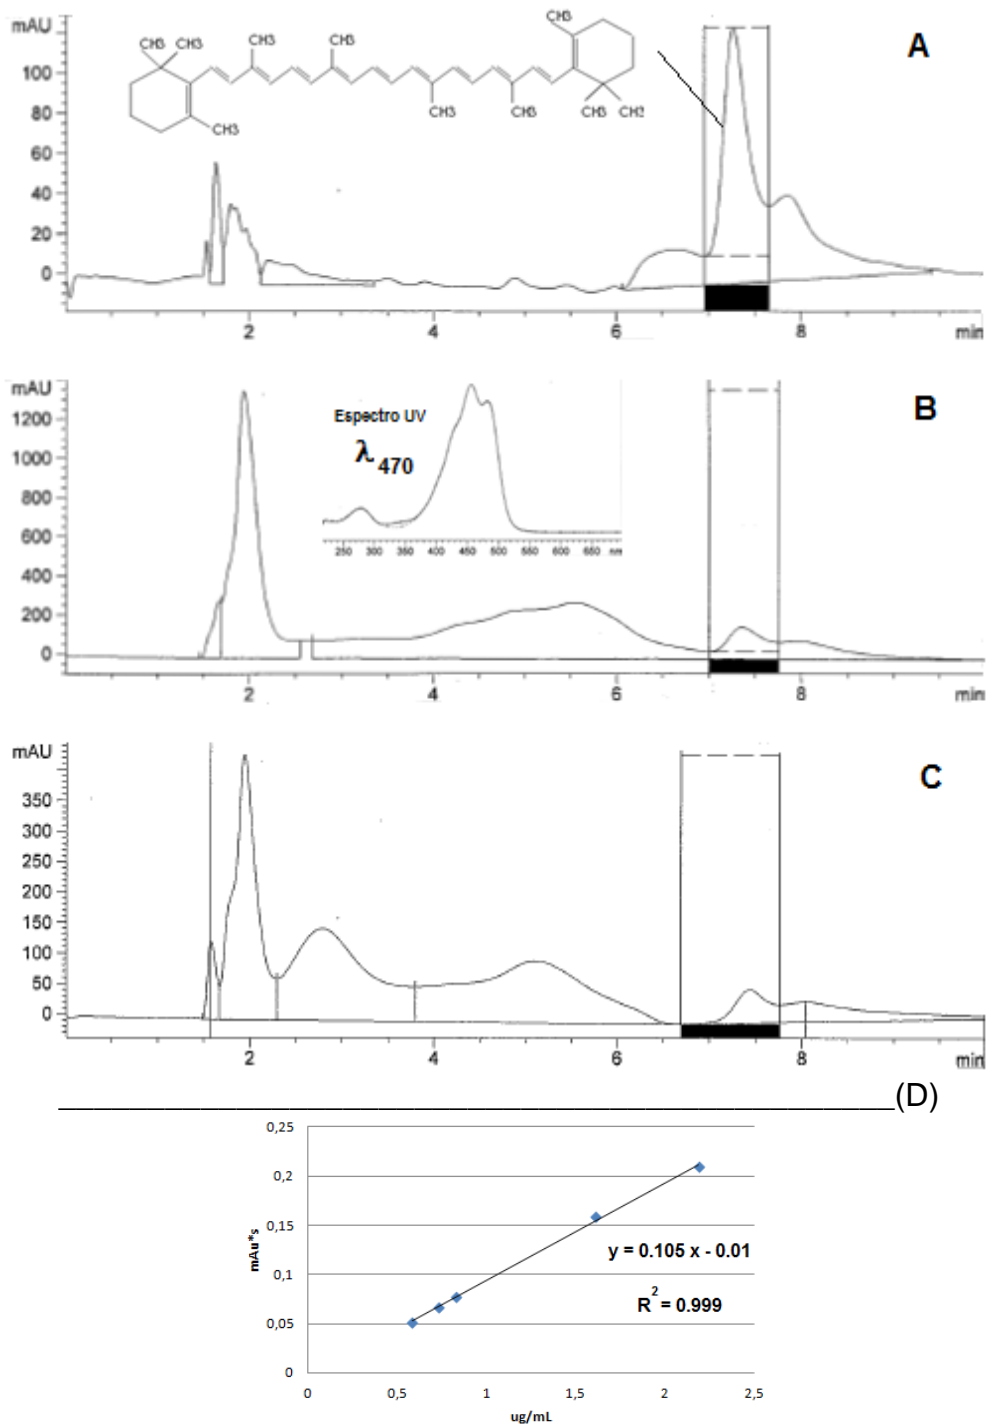 mAU
A
CH3
CH3 CH3 CH3 CH3
CH3
CH3 CH3 CH3 CH3
100
80
60
40
20
0
2 4 6 8 min
mAU
B
Espectro UV
λ 470
1200
1000
800
600
400
200
0
250 300 350 400 450 500 550 600 650 nm
2 4 6 8 min
mAU
C
350
300
250
200
150
100
50
0
2 4 6 8 min
(D)
0,25
0,2
0,15
0,1
0,05
0
mAu*s
y = 0.105 x - 0.01
R2 = 0.999
0 0,5 1 1,5 2 2,5
ug/mL